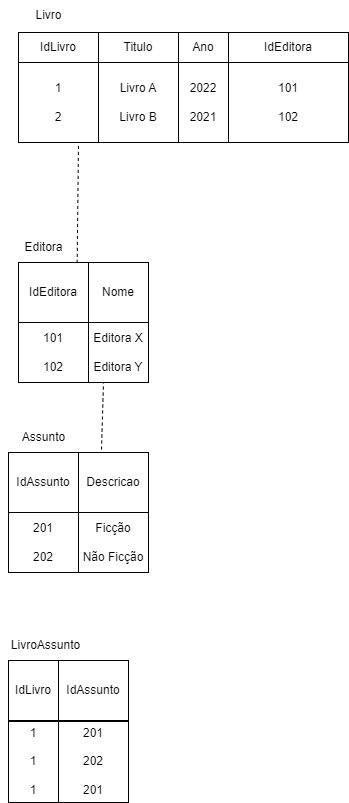 Livro
IdLivro Titulo Ano IdEditora
1 Livro A 2022 101
2 Livro B 2021 102
Editora
IdEditora Nome
101 Editora X
102 Editora Y
Assunto
IdAssunto Descricao
201 Ficção
202 Não Ficção
LivroAssunto
IdLivro IdAssunto
1 201
1 202
1 201